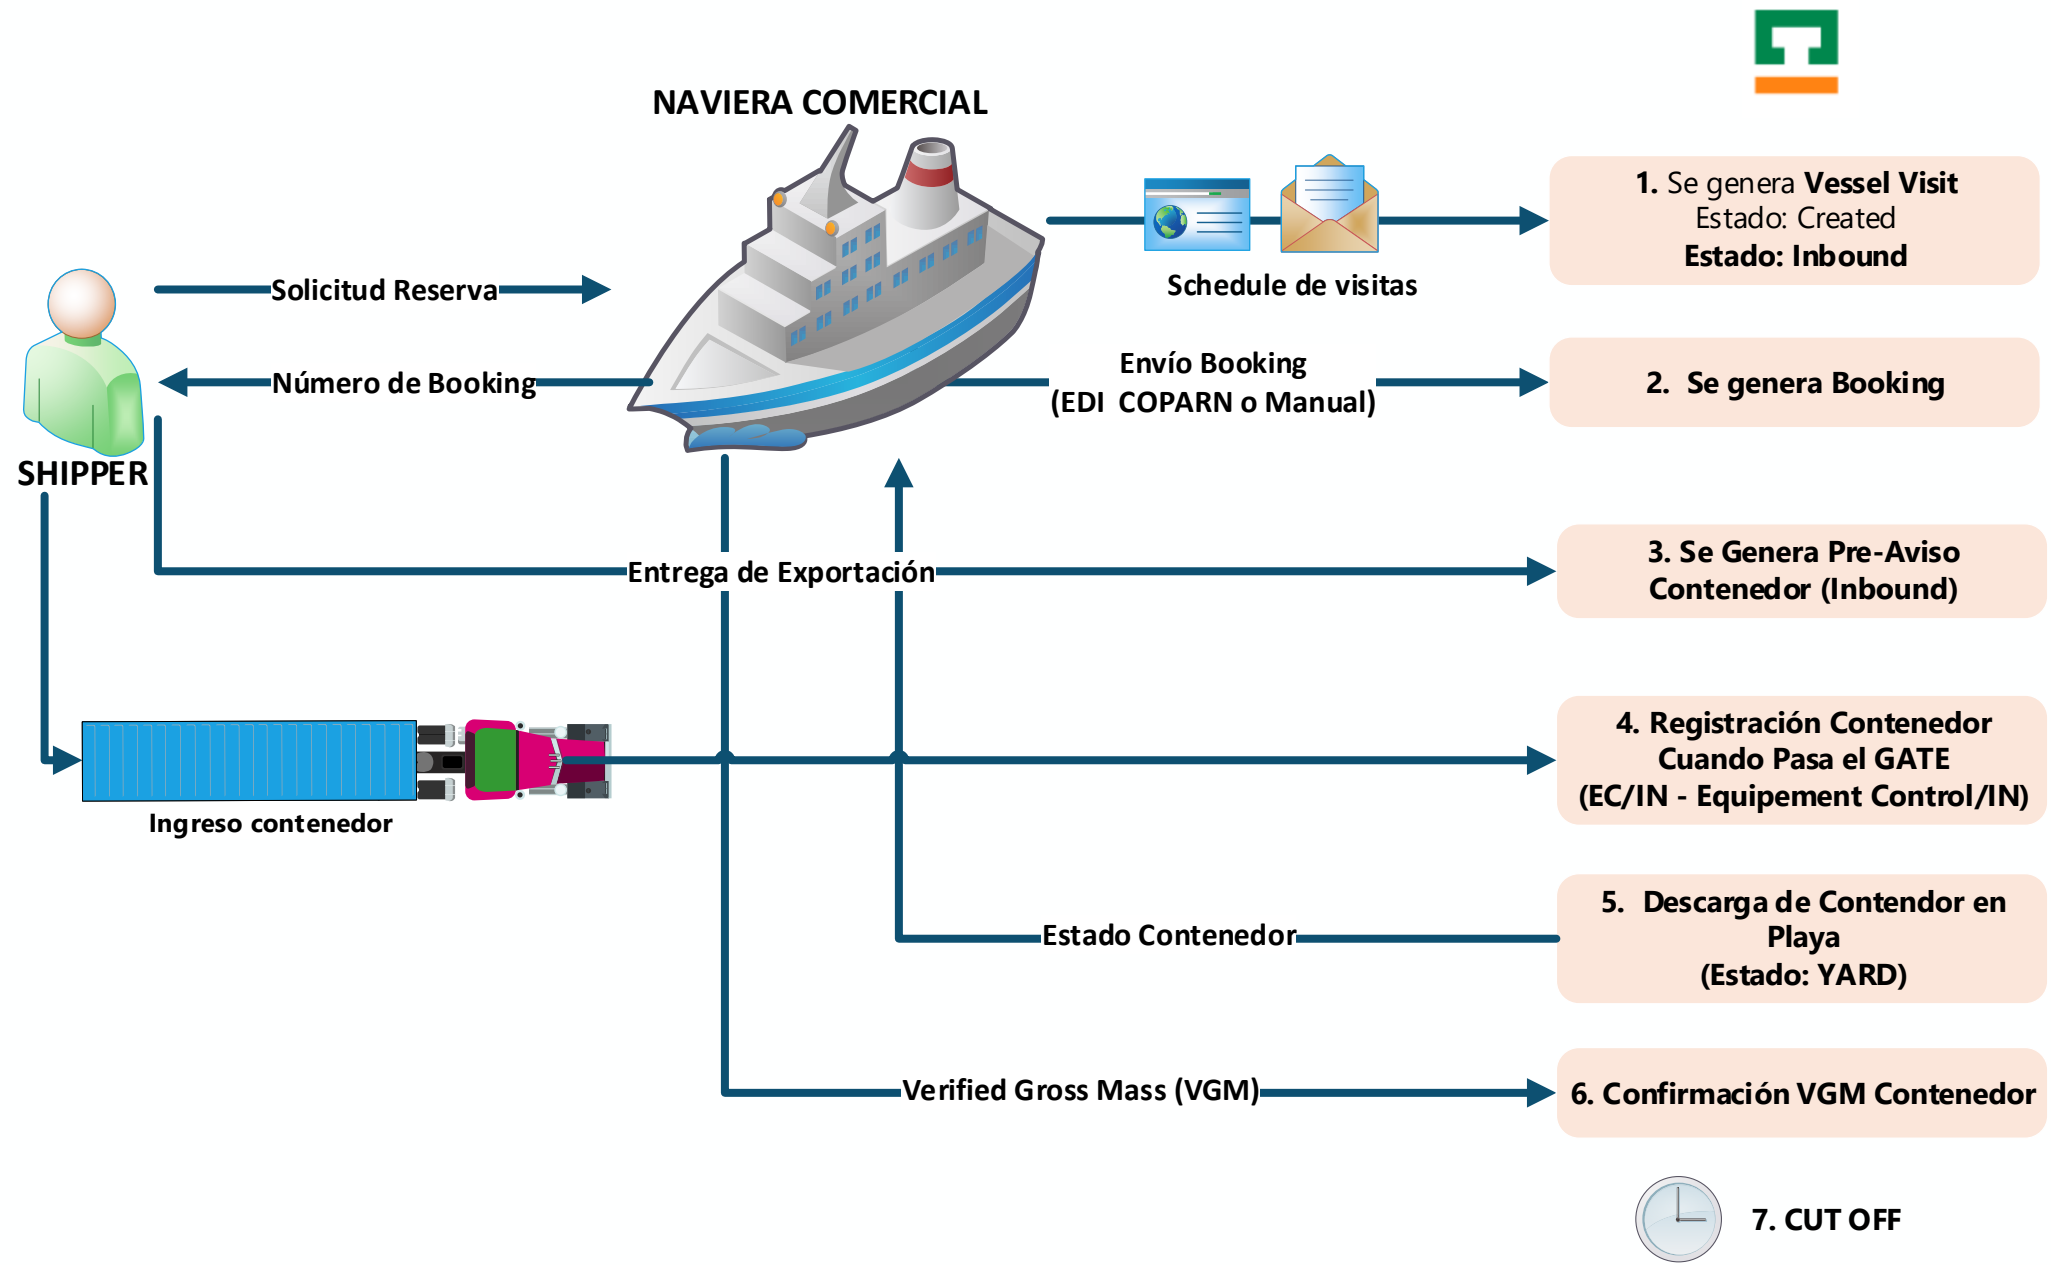 NAVIERA COMERCIAL
1. Se genera Vessel Visit
Estado: Created
Estado: Inbound
Schedule de visitas
Solicitud Reserva
Envío Booking
(EDI  COPARN o Manual)
2.  Se genera Booking
Número de Booking
SHIPPER
Entrega de Exportación
3. Se Genera Pre-Aviso
Contenedor (Inbound)
4. Registración Contenedor
Cuando Pasa el GATE
(EC/IN - Equipement Control/IN)
Ingreso contenedor
5.  Descarga de Contendor en
Playa
(Estado: YARD)
Estado Contenedor
Verified Gross Mass (VGM)
6. Confirmación VGM Contenedor
7. CUT OFF